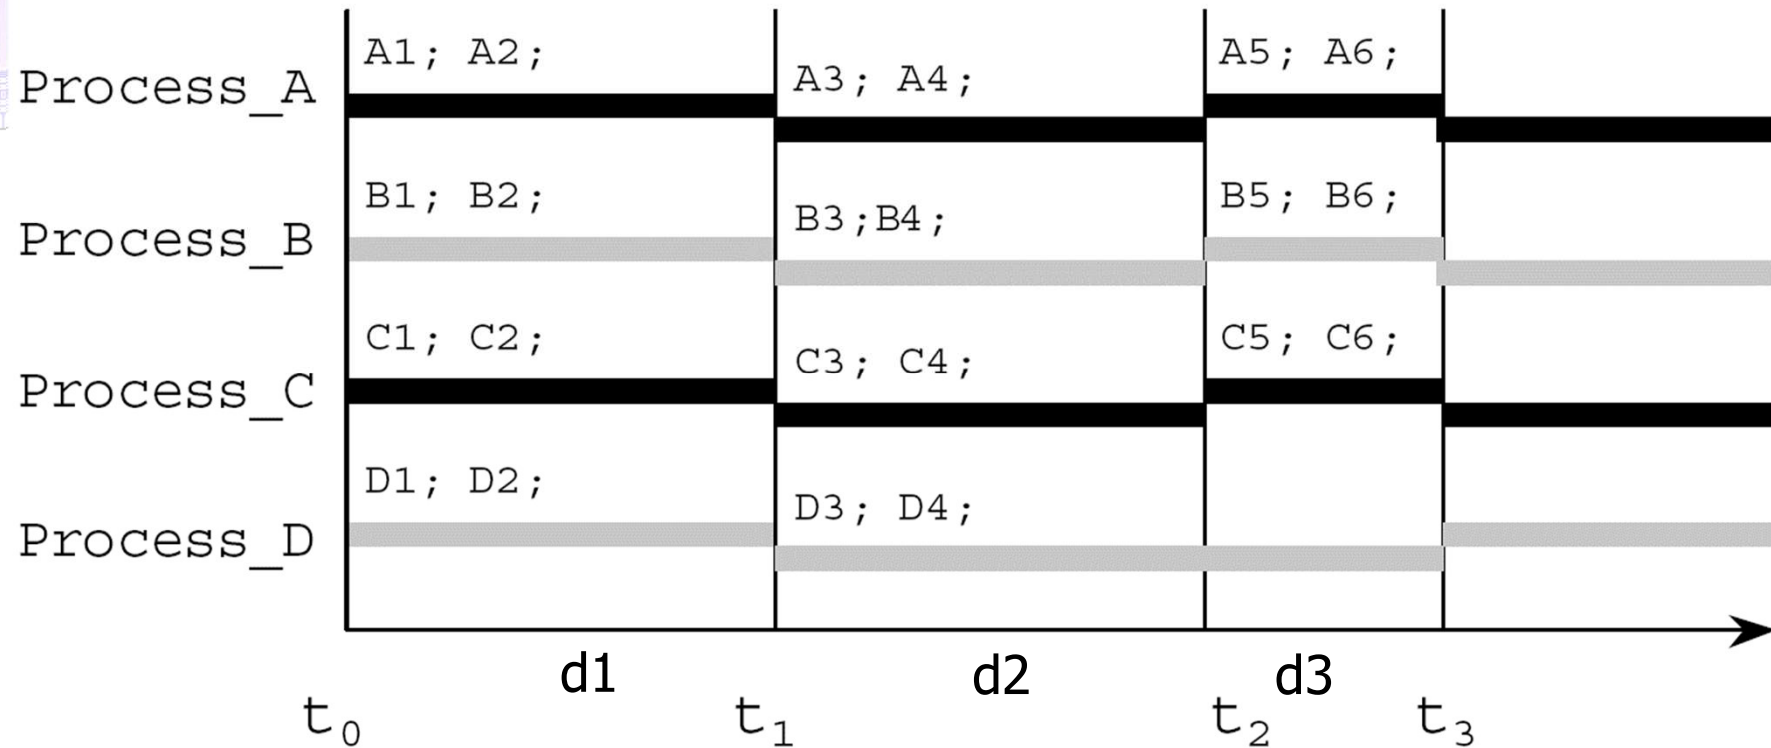 A1; A2;
A5; A6;
Process_A
A3; A4;
B1; B2;
B5; B6;
B3;B4;
Process_B
C1; C2;
C5; C6;
C3; C4;
Process_C
D1; D2;
D3; D4;
Process_D
d1 d2 d3
t0 t1 t2 t3